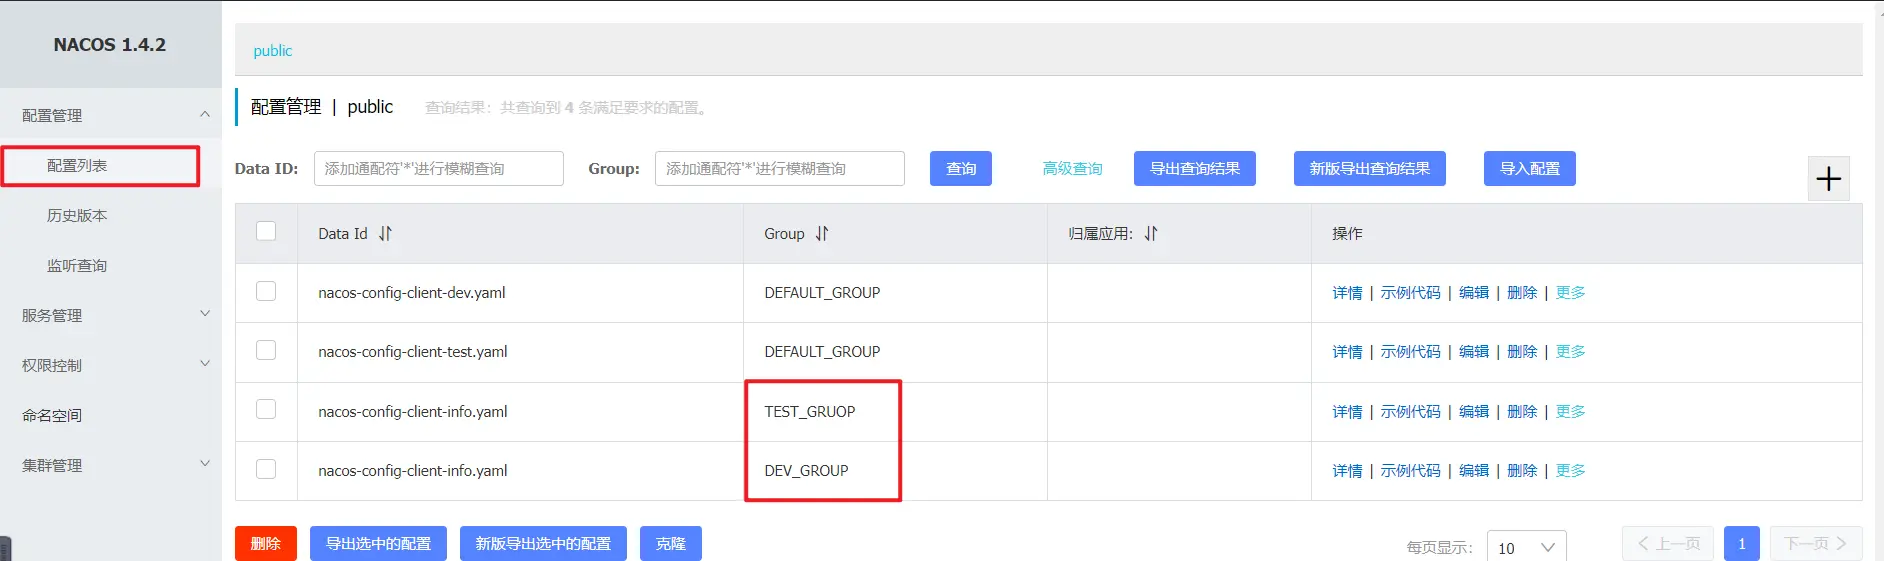 NACOS 1.4.2
配置管理
配置列表
历史版本
监听查询
服务管理
权限控制
命名空间
集群管理
public
配置管理 | public 查询结果：共查询到 4 条满足要求的配置。
Data ID: 添加通配符'*'进行模糊查询 Group: 添加通配符'*'进行模糊查询 查询 高级查询 导出查询结果 新版导出查询结果 导入配置
Data Id Group 归属应用: 操作
nacos-config-client-dev.yaml DEFAULT_GROUP 详情 | 示例代码 | 编辑 | 删除 | 更多
nacos-config-client-test.yaml DEFAULT_GROUP 详情 | 示例代码 | 编辑 | 删除 | 更多
nacos-config-client-info.yaml TEST_GRUOP 详情 | 示例代码 | 编辑 | 删除 | 更多
nacos-config-client-info.yaml DEV_GROUP 详情 | 示例代码 | 编辑 | 删除 | 更多
删除 导出选中的配置 新版导出选中的配置 克隆 每页显示: 10 上一页 1 下一页